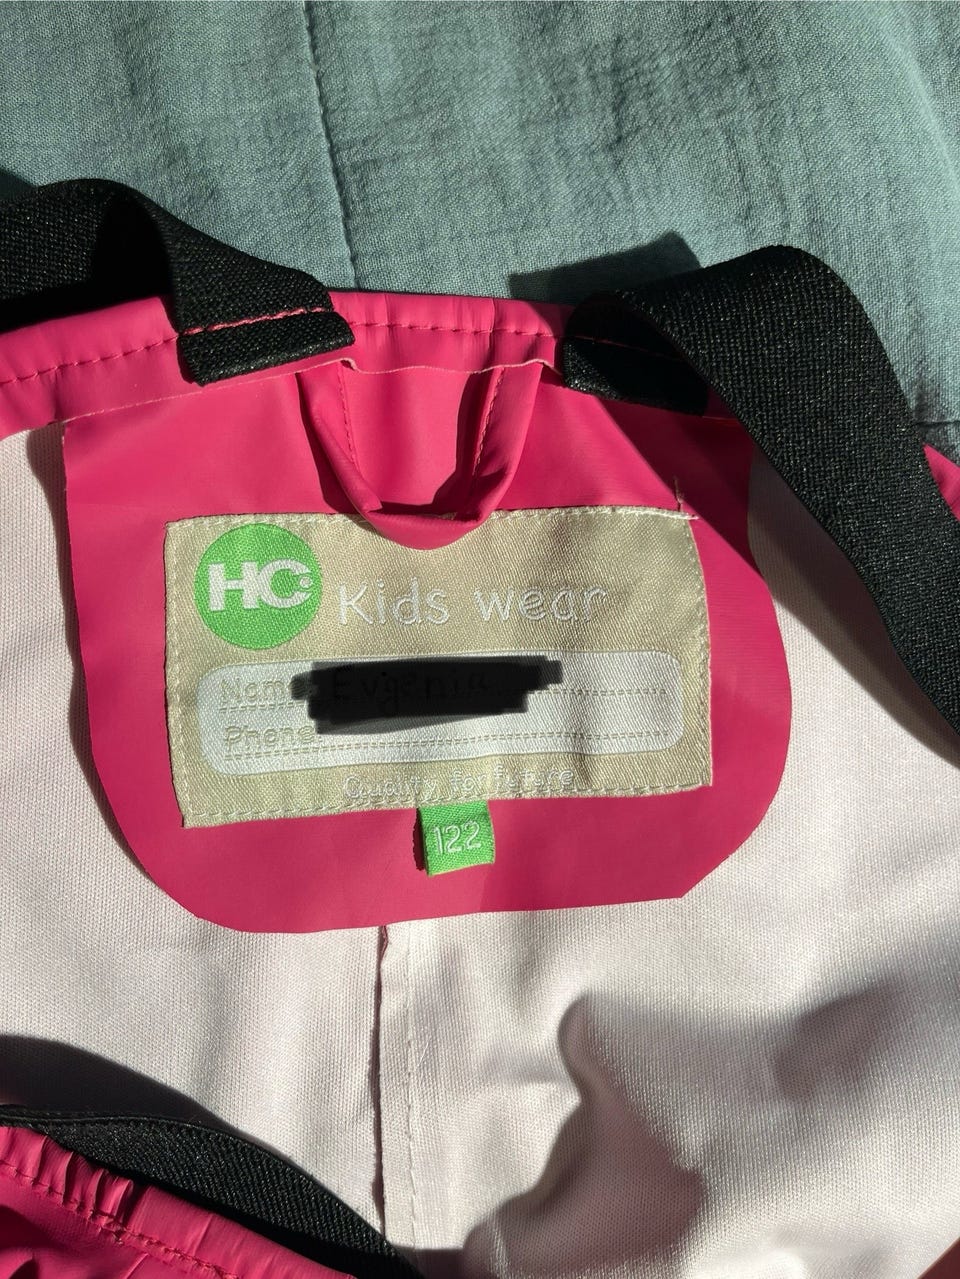 HC
Kids wear
Name
Phone
Quality for future
122